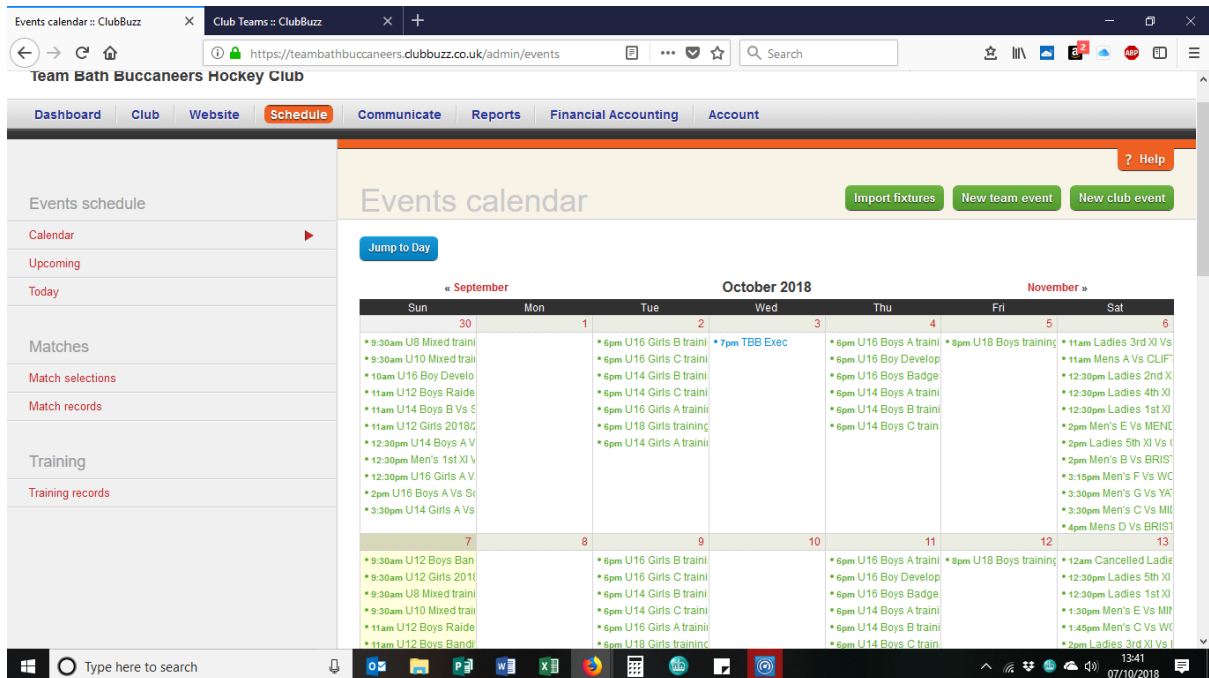 Events calendar :: ClubBuzz Club Teams :: ClubBuzz
https://teambathbuccaneers.clubbuzz.co.uk/admin/events Search 2 ABP
Team Bath Buccaneers Hockey Club
Dashboard Club Website Schedule Communicate Reports Financial Accounting Account
? Help
Events schedule
Calendar
Upcoming
Today
Matches
Match selections
Match records
Training
Training records
Events calendar
Import fixtures New team event New club event
Jump to Day
« September October 2018 November »
Sun Mon Tue Wed Thu Fri Sat
30 1 2 3 4 5 6
• 9:30am U8 Mixed traini • 6pm U16 Girls B traini • 7pm TBB Exec • 6pm U16 Boys A traini • 8pm U18 Boys training • 11am Ladies 3rd XI Vs
• 9:30am U10 Mixed trai • 6pm U16 Girls C traini • 6pm U16 Boy Develop • 11am Mens A Vs CLIF
• 10am U16 Boy Develo • 6pm U14 Girls B traini • 6pm U16 Boys Badge • 12:30pm Ladies 2nd X
• 11am U12 Boys Raide • 6pm U14 Girls C traini • 6pm U14 Boys A traini • 12:30pm Ladies 4th XI
• 11am U14 Boys B Vs S • 6pm U16 Girls A traini • 6pm U14 Boys B traini • 12:30pm Ladies 1st XI
• 11am U12 Girls 2018/2 • 6pm U18 Girls training • 6pm U14 Boys C train • 2pm Men's E Vs MEND
• 12:30pm U14 Boys A V • 6pm U14 Girls A traini • 2pm Ladies 5th XI Vs
• 12:30pm Men's 1st XI V • 2pm Men's B Vs BRIS
• 12:30pm U16 Girls A V • 3:15pm Men's F Vs WO
• 2pm U16 Boys A Vs So • 3:30pm Men's G Vs YA
• 3:30pm U14 Girls A Vs • 3:30pm Men's C Vs MI
• 4pm Mens D Vs BRIS
7 8 9 10 11 12 13
• 9:30am U12 Boys Ban • 6pm U16 Girls B traini • 6pm U16 Boys A traini • 8pm U18 Boys training • 12am Cancelled Ladie
• 9:30am U12 Girls 2018 • 6pm U16 Girls C traini • 6pm U16 Boy Develop • 12:30pm Ladies 5th XI
• 9:30am U8 Mixed traini • 6pm U14 Girls B traini • 6pm U16 Boys Badge • 12:30pm Ladies 1st XI
• 9:30am U10 Mixed trai • 6pm U14 Girls C traini • 6pm U14 Boys A traini • 1:30pm Men's E Vs
• 11am U12 Boys Raide • 6pm U16 Girls A traini • 6pm U14 Boys B traini • 1:45pm Men's C Vs WO
• 11am U12 Boys Bandi • 6pm U18 Girls training • 6pm U14 Boys C train • 2pm Ladies 3rd XI Vs
Type here to search 13:41
07/10/2018